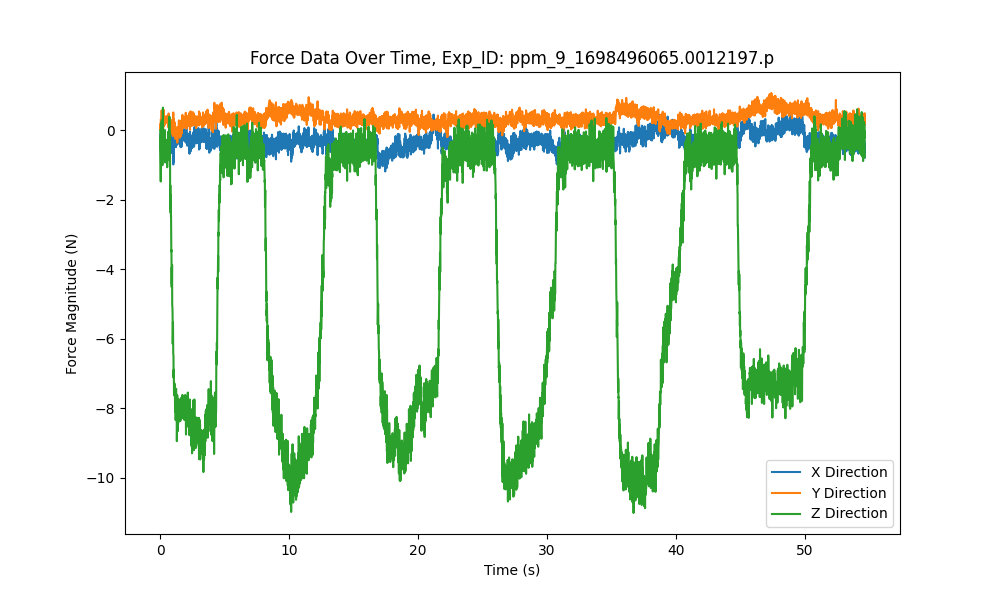 Force Data Over Time, Exp_ID: ppm_9_1698496065.0012197.p
Force Magnitude (N)
0
−2
−4
−6
−8
−10
0
10
20
30
40
50
Time (s)
X Direction
Y Direction
Z Direction